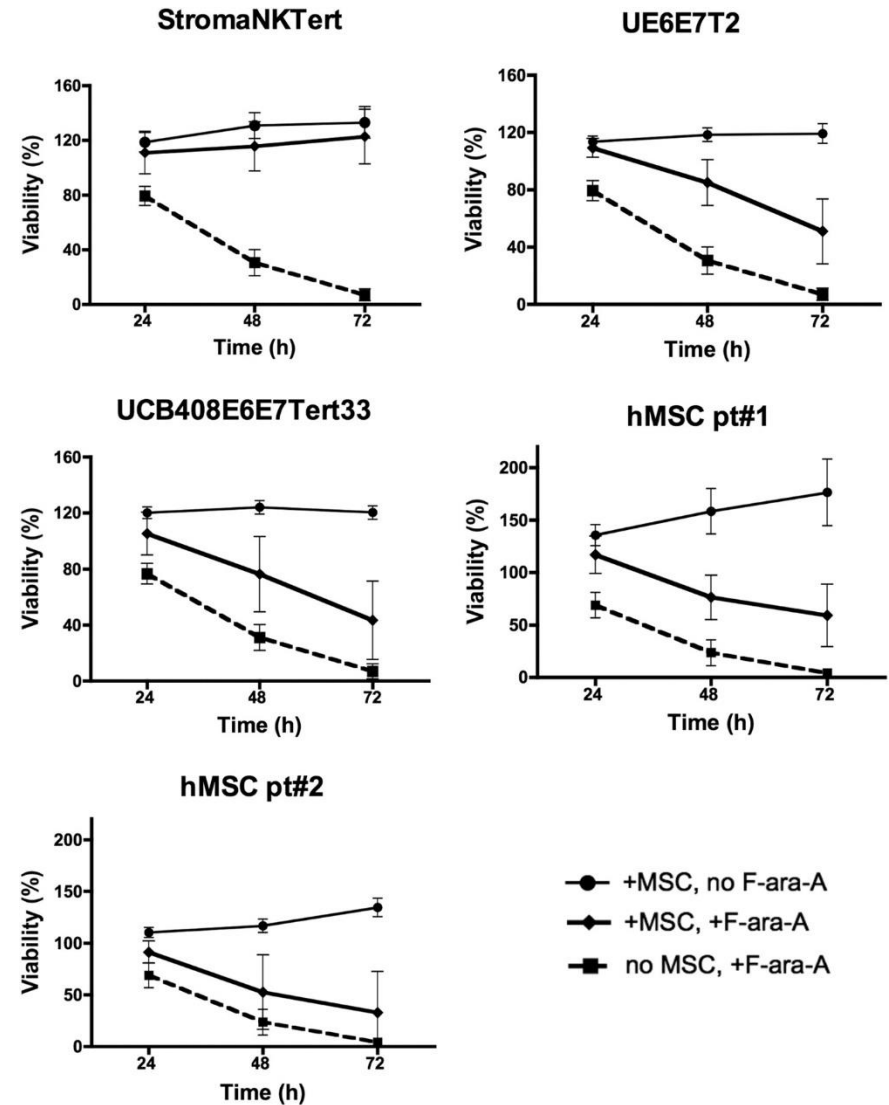 StromaNKTert
UE6E7T2
Viability (%)
160
120
80
40
0
24
48
72
Time (h)
Viability (%)
160
120
80
40
0
24
48
72
Time (h)
UCB408E6E7Tert33
hMSC pt#1
Viability (%)
160
120
80
40
0
24
48
72
Time (h)
Viability (%)
200
150
100
50
0
24
48
72
Time (h)
hMSC pt#2
Viability (%)
200
150
100
50
0
24
48
72
Time (h)
+MSC, no F-ara-A
+MSC, +F-ara-A
no MSC, +F-ara-A